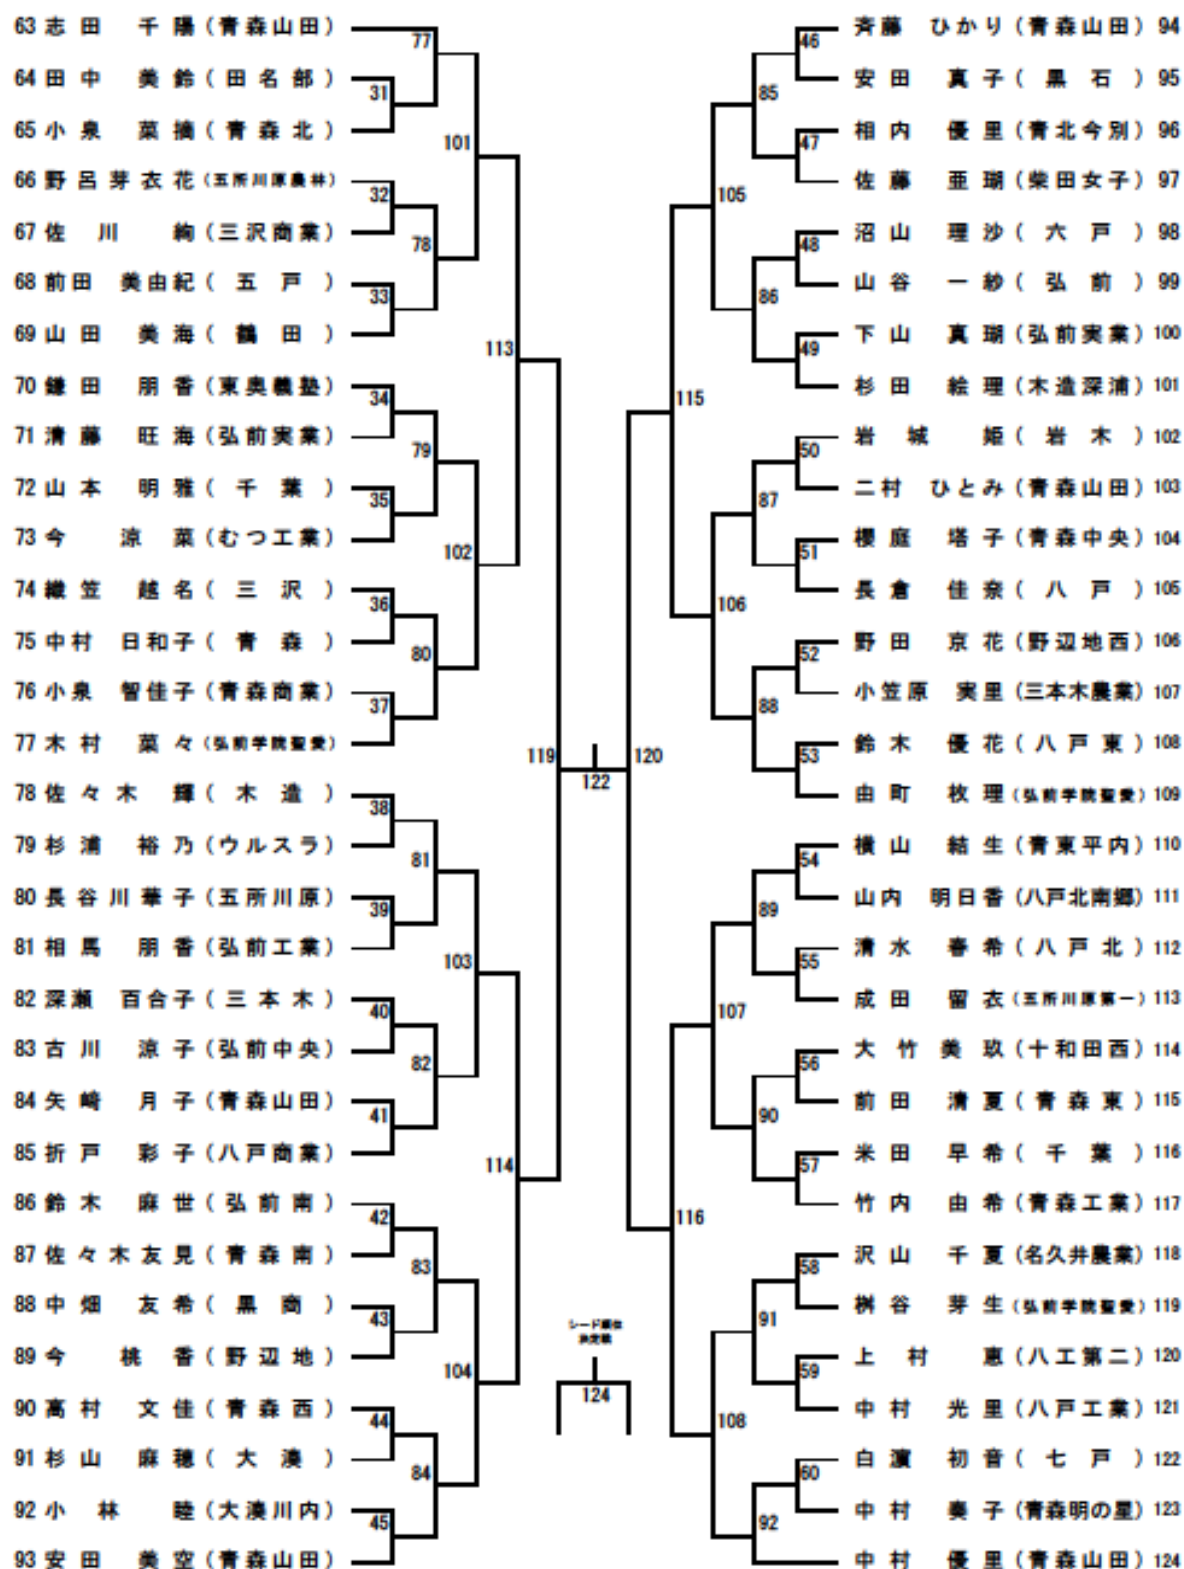 63 志田 千陽 (青森山田)
64 田中 美鈴 (田名部)
65 小泉 菜摘 (青森北)
66 野呂芽衣花 (五所川原農林)
67 佐川 絢 (三沢商業)
68 前田 美由紀 (五戸)
69 山田 美海 (鶴田)
70 鎌田 朋香 (東奥義塾)
71 清藤 旺海 (弘前実業)
72 山本 明雅 (千葉)
73 今 涼菜 (むつ工業)
74 織笠 越名 (三沢)
75 中村 日和子 (青森)
76 小泉 智佳子 (青森商業)
77 木村 菜々 (弘前学院聖愛)
78 佐々木 輝 (木造)
79 杉浦 裕乃 (ウルスラ)
80 長谷川華子 (五所川原)
81 相馬 朋香 (弘前工業)
82 深瀬 百合子 (三本木)
83 古川 涼子 (弘前中央)
84 矢崎 月子 (青森山田)
85 折戸 彩子 (八戸商業)
86 鈴木 麻世 (弘前南)
87 佐々木友見 (青森南)
88 中畑 友希 (黒商)
89 今 桃香 (野辺地)
90 高村 文佳 (青森西)
91 杉山 麻穂 (大湊)
92 小林 睦 (大湊川内)
93 安田 美空 (青森山田)
77
31
101
32
78
33
113
34
79
35
102
36
80
37
119
38
81
39
103
40
82
41
114
42
83
43
104
44
84
45
122
シード順位
決定戦
124
120
46
85
47
105
48
86
49
115
50
87
51
106
52
88
53
54
89
55
107
56
90
57
116
58
91
59
108
60
92
斉藤 ひかり (青森山田) 94
安田 真子 (黒石) 95
相内 優里 (青北今別) 96
佐藤 亜瑚 (柴田女子) 97
沼山 理沙 (六戸) 98
山谷 一紗 (弘前) 99
下山 真瑚 (弘前実業) 100
杉田 絵理 (木造深浦) 101
岩城 姫 (岩木) 102
二村 ひとみ (青森山田) 103
櫻庭 塔子 (青森中央) 104
長倉 佳奈 (八戸) 105
野田 京花 (野辺地西) 106
小笠原 実里 (三本木農業) 107
鈴木 優花 (八戸東) 108
由町 枚理 (弘前学院聖愛) 109
横山 結生 (青東平内) 110
山内 明日香 (八戸北南郷) 111
清水 春希 (八戸北) 112
成田 留衣 (五所川原第一) 113
大竹美玖 (十和田西) 114
前田 清夏 (青森東) 115
米田 早希 (千葉) 116
竹内 由希 (青森工業) 117
沢山 千夏 (名久井農業) 118
桝谷 芽生 (弘前学院聖愛) 119
上村 恵 (八工第二) 120
中村 光里 (八戸工業) 121
白濱 初音 (七戸) 122
中村 奏子 (青森明の星) 123
中村 優里 (青森山田) 124